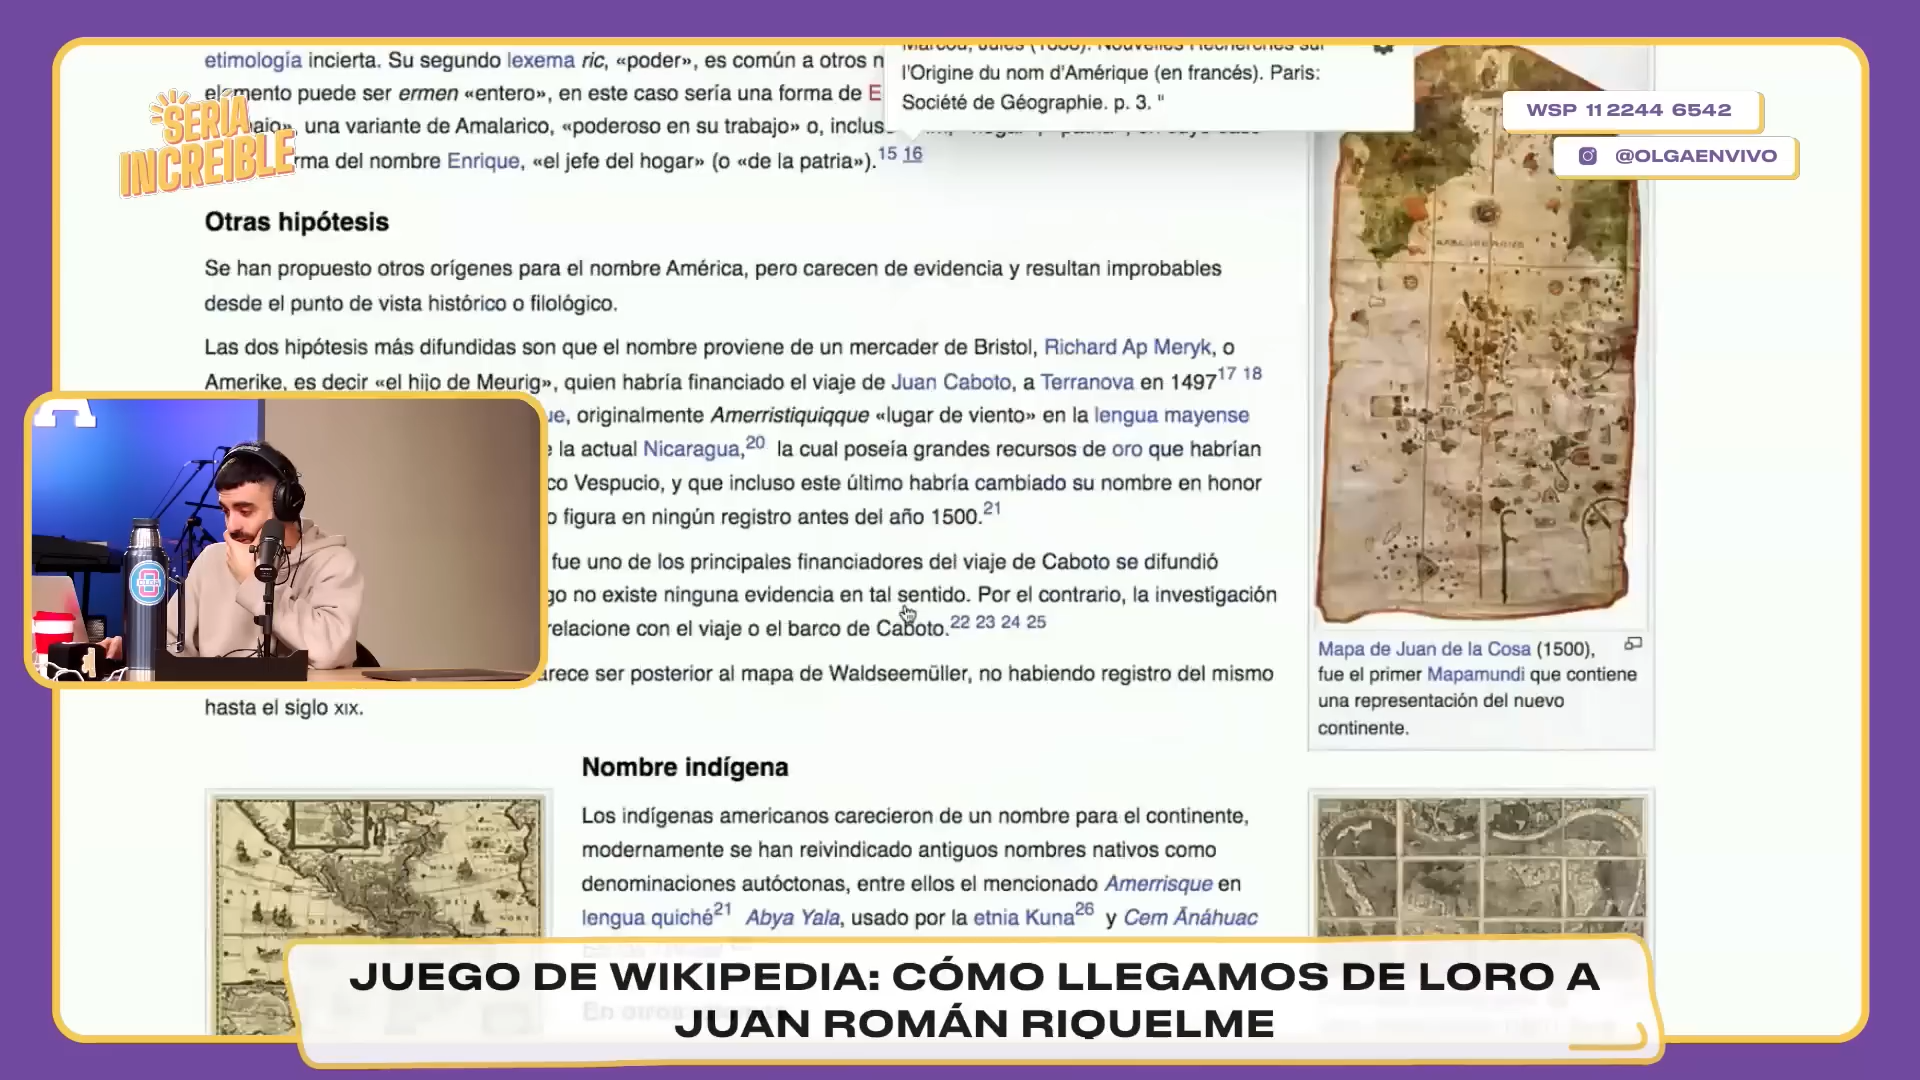 etimología incierta. Su segundo lexema ric, «poder», es común a otros n
elemento puede ser ermen «entero», en este caso sería una forma de E
una variante de Amalarico, «poderoso en su trabajo» o,
rma del nombre Enrique, «el jefe del hogar» (o «de la patria»).15 16
l'Origine du nom d'Amérique (en francés). Paris:
Société de Géographie. p. 3. "
SERÍA
INCREIBLE
WSP 11 2244 6542
@OLGAENVIVO
Otras hipótesis
Se han propuesto otros orígenes para el nombre América, pero carecen de evidencia y resultan improbables
desde el punto de vista histórico o filológico.
Las dos hipótesis más difundidas son que el nombre proviene de un mercader de Bristol, Richard Ap Meryk, o
Amerike, es decir «el hijo de Meurig», quien habría financiado el viaje de Juan Caboto, a Terranova en 149717 18
ue, originalmente Amerristiquiqque «lugar de viento» en la lengua mayense
la actual Nicaragua,20 la cual poseía grandes recursos de oro que habrían
co Vespucio, y que incluso este último habría cambiado su nombre en honor
o figura en ningún registro antes del año 1500.21
fue uno de los principales financiadores del viaje de Caboto se difundió
go no existe ninguna evidencia en tal sentido. Por el contrario, la investigación
relacione con el viaje o el barco de Caboto.22 23 24 25
arece ser posterior al mapa de Waldseemüller, no habiendo registro del mismo
hasta el siglo XIX.
Mapa de Juan de la Cosa (1500),
fue el primer Mapamundi que contiene
una representación del nuevo
continente.
Nombre indígena
Los indígenas americanos carecieron de un nombre para el continente,
modernamente se han reivindicado antiguos nombres nativos como
denominaciones autóctonas, entre ellos el mencionado Amerrisque en
lengua quiché21 Abya Yala, usado por la etnia Kuna26 y Cem Ānáhuac
JUEGO DE WIKIPEDIA: CÓMO LLEGAMOS DE LORO A
JUAN ROMÁN RIQUELME